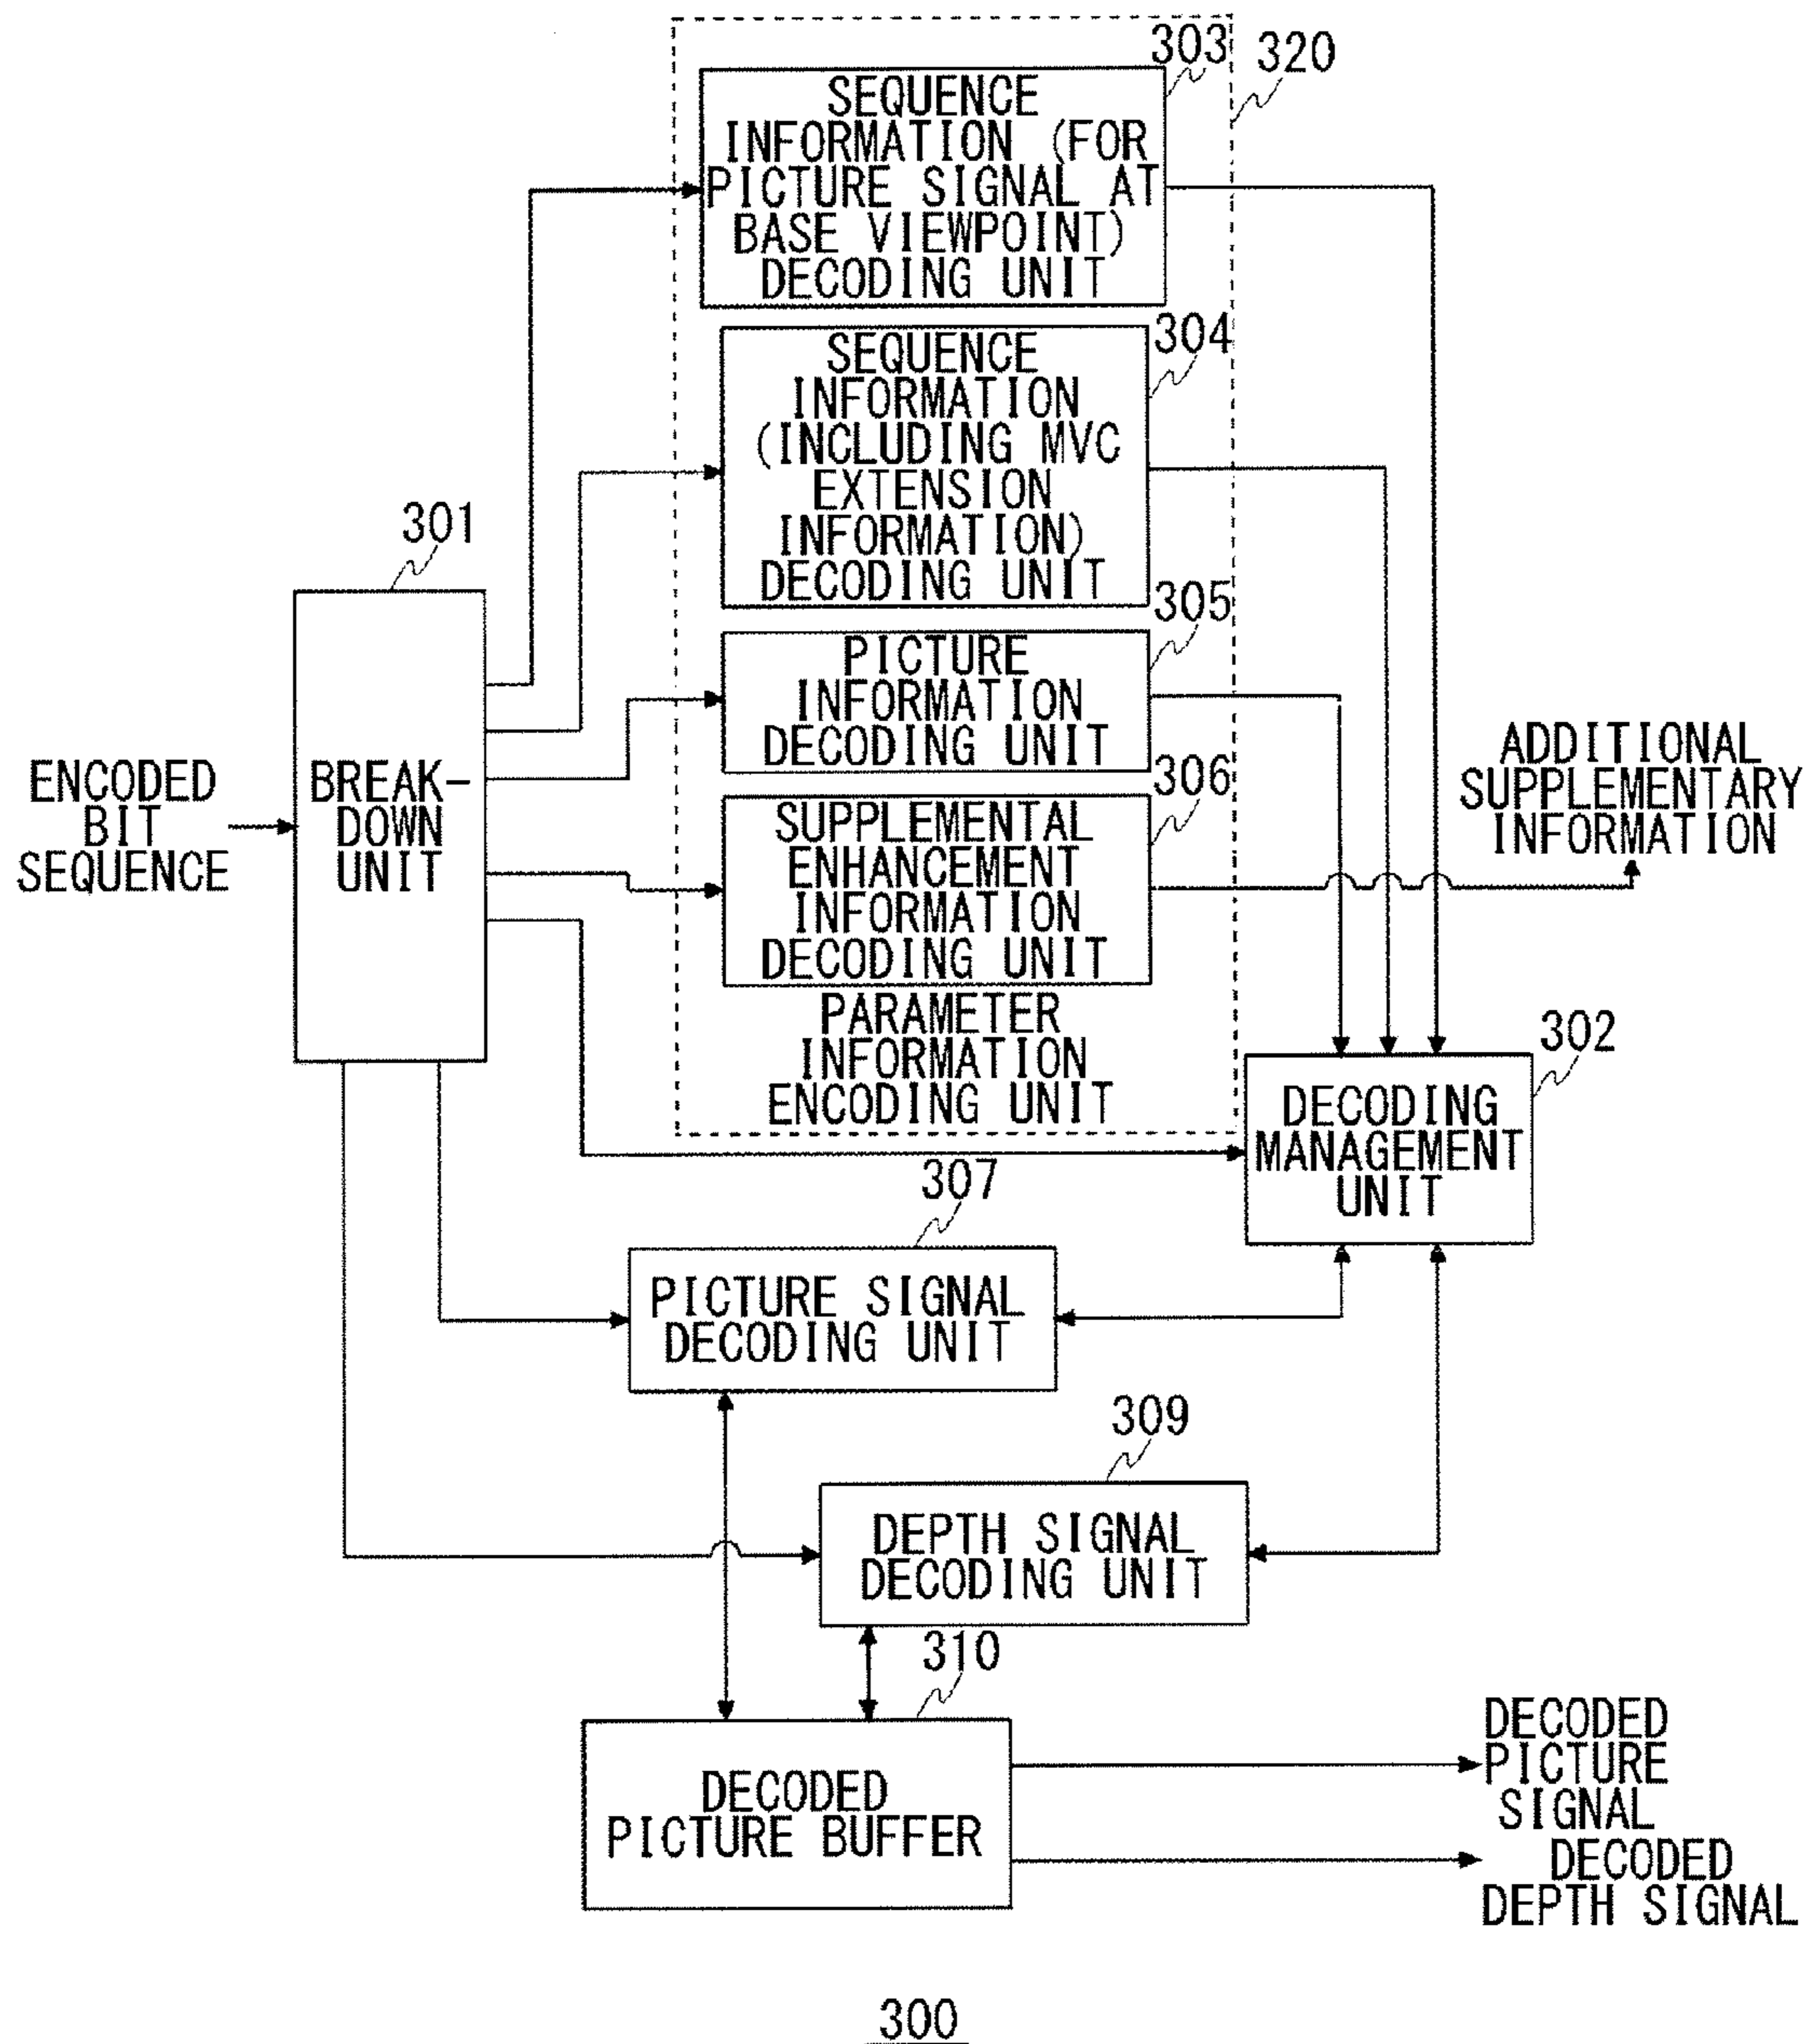 303
320
SEQUENCE
INFORMATION (FOR
PICTURE SIGNAL AT
BASE VIEWPOINT)
DECODING UNIT
304
SEQUENCE
INFORMATION
(INCLUDING MVC
EXTENSION
INFORMATION)
DECODING UNIT
301
305
PICTURE
INFORMATION
DECODING UNIT
ENCODED
BIT
SEQUENCE
BREAK-
DOWN
UNIT
306
SUPPLEMENTAL
ENHANCEMENT
INFORMATION
DECODING UNIT
ADDITIONAL
SUPPLEMENTARY
INFORMATION
PARAMETER
INFORMATION
ENCODING UNIT
302
DECODING
MANAGEMENT
UNIT
307
PICTURE SIGNAL
DECODING UNIT
309
DEPTH SIGNAL
DECODING UNIT
310
DECODED
PICTURE BUFFER
DECODED
PICTURE
SIGNAL
DECODED
DEPTH SIGNAL
300